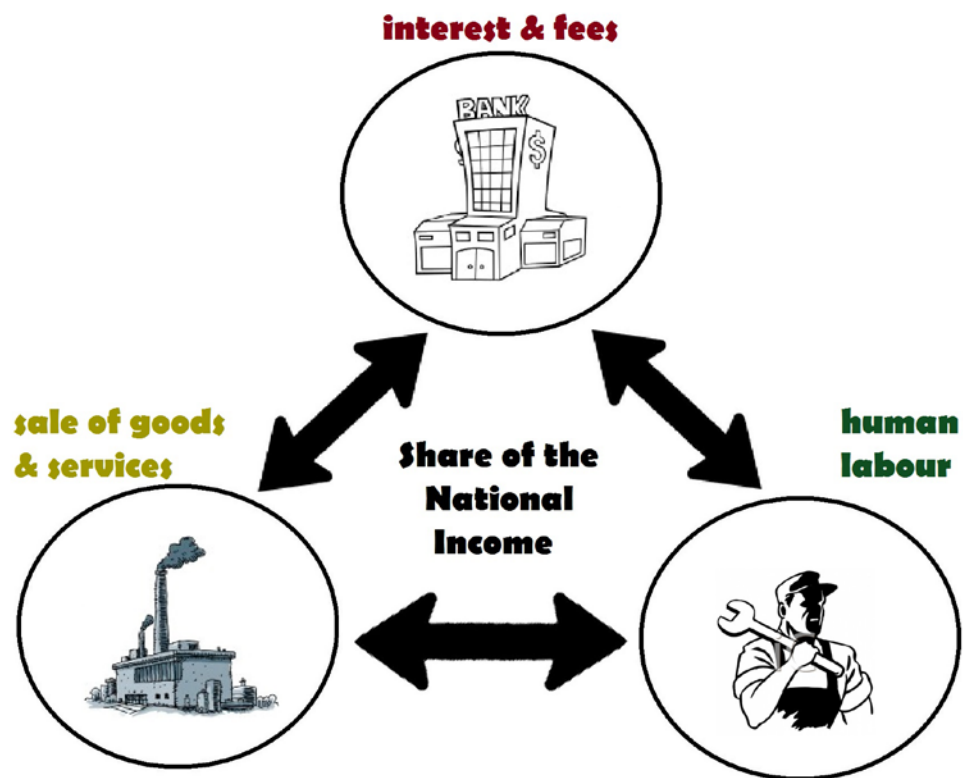 interest & fees
BANK
$
$
sale of goods
& services
human
labour
Share of the
National
Income